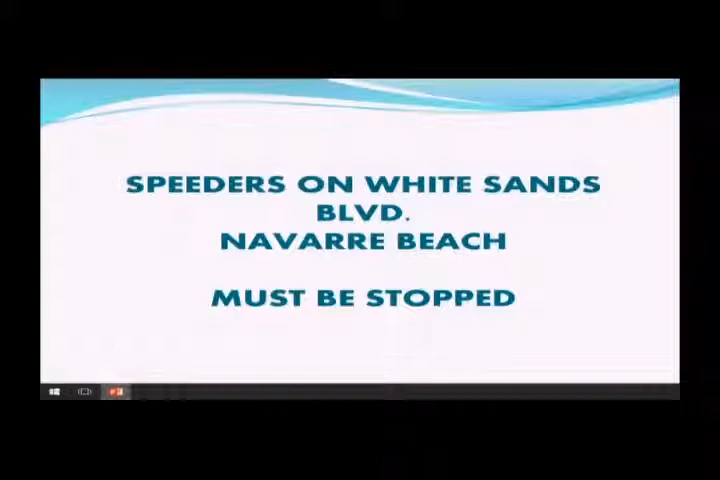 SPEEDERS ON WHITE SANDS
BLVD.
NAVARRE BEACH
MUST BE STOPPED